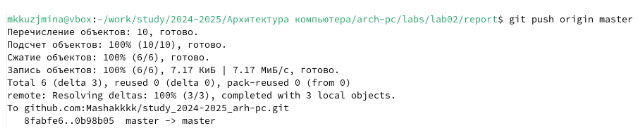 mkkuzjmina@vbox:~/work/study/2024-2025/Архитектура компьютера/arch-pc/labs/lab02/report$ git push origin master
Перечисление объектов: 10, готово.
Подсчет объектов: 100% (10/10), готово.
Сжатие объектов: 100% (6/6), готово.
Запись объектов: 100% (6/6), 7.17 КиБ | 7.17 МиБ/с, готово.
Total 6 (delta 3), reused 0 (delta 0), pack-reused 0 (from 0)
remote: Resolving deltas: 100% (3/3), completed with 3 local objects.
To github.com:Mashakkkk/study_2024-2025_arh-pc.git
8fabfe6..0b98b05  master -> master